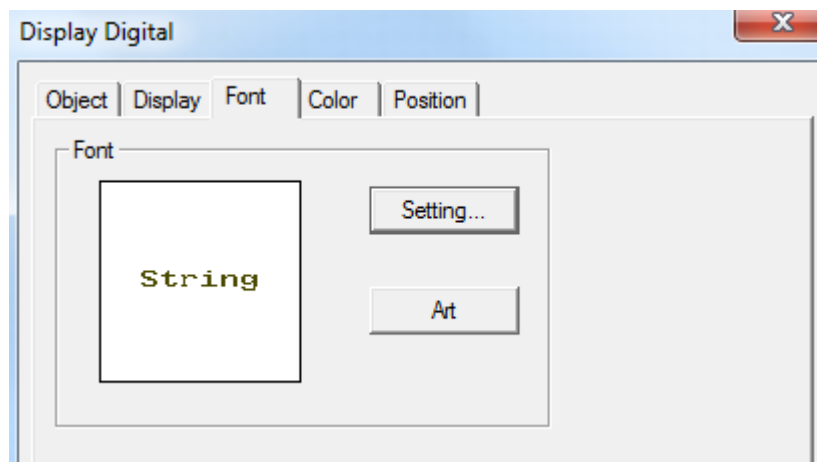 Display Digital
X
Object Display Font Color Position
Font
Setting...
String
Art